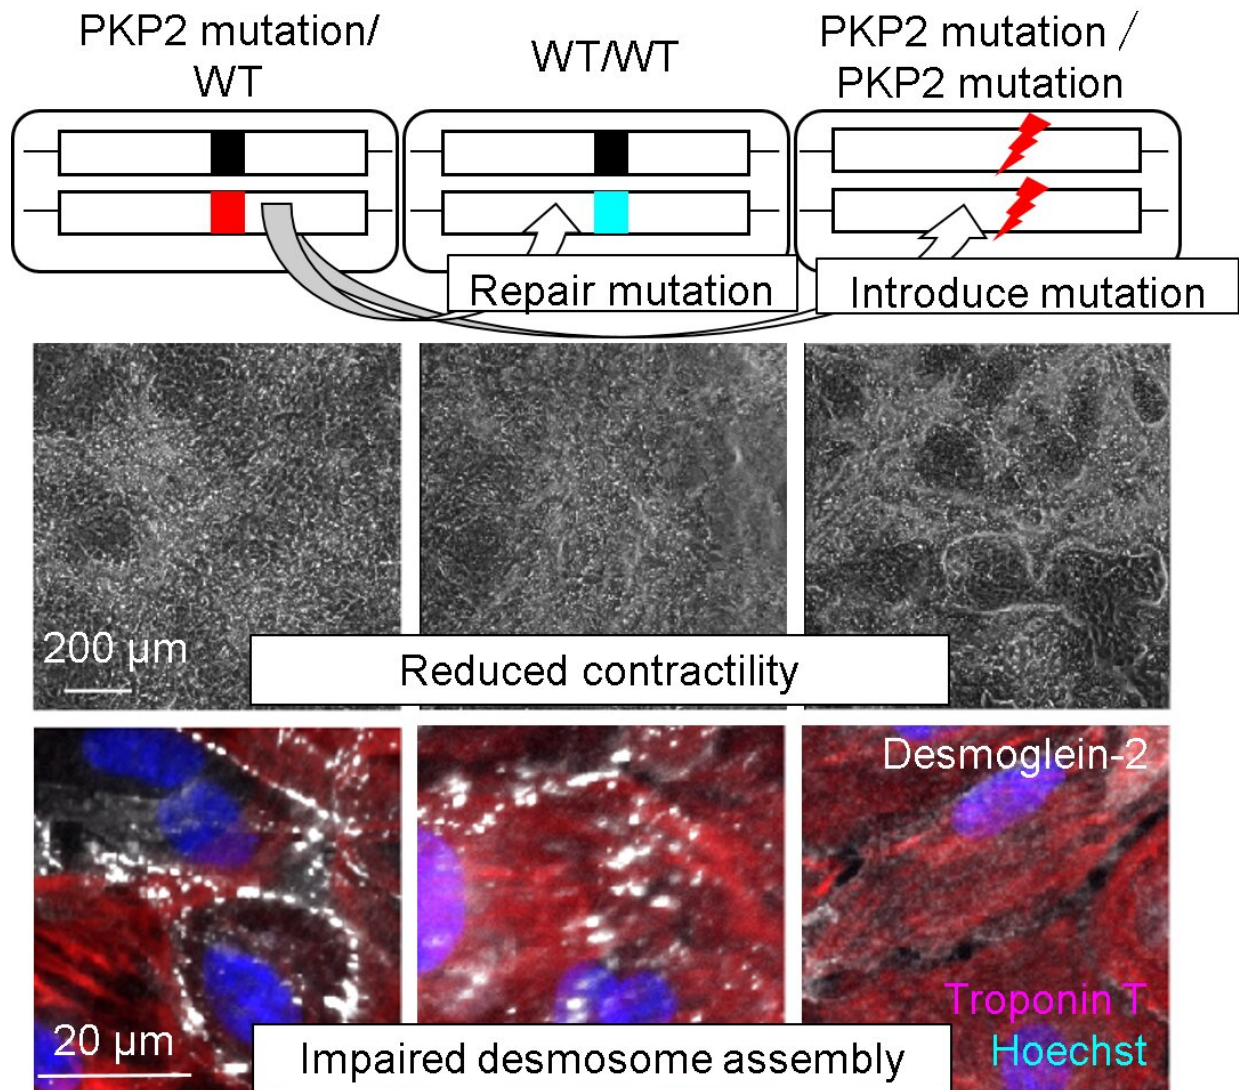 PKP2 mutation/
WT
WT/WT
PKP2 mutation /
PKP2 mutation
Repair mutation
Introduce mutation
200 µm
Reduced contractility
Desmoglein-2
Troponin T
Hoechst
20 µm
Impaired desmosome assembly